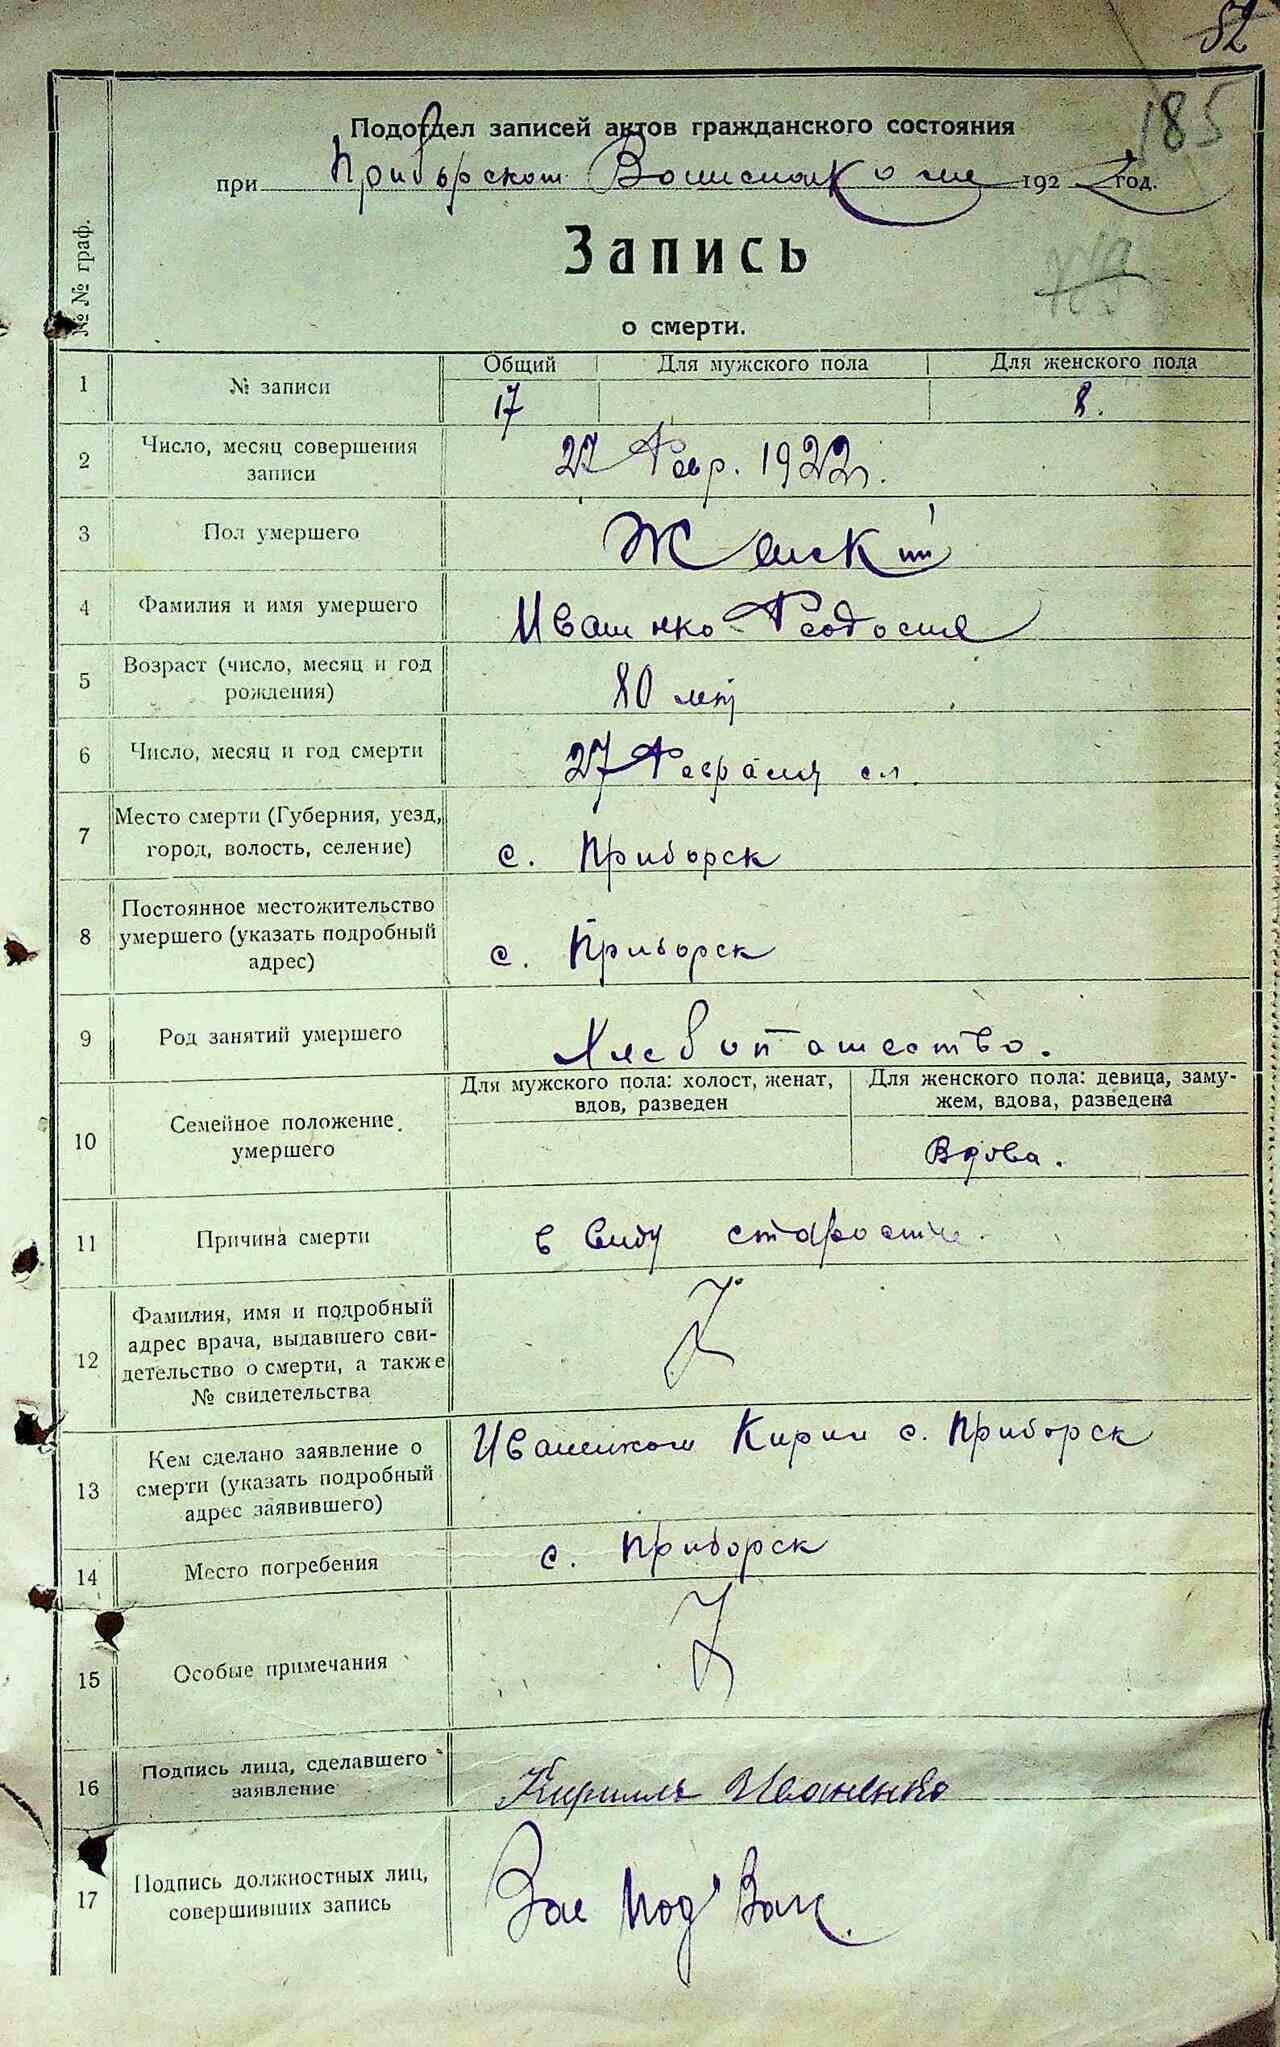 52
185
Подотдел записей актов гражданского состояния
при Приборском Волисполкоме 1922 год.
Запись
о смерти.
№ № граф.
1 № записи Общий Для мужского пола Для женского пола
17 8.
2 Число, месяц совершения записи 27 Февр. 1922 г.
3 Пол умершего Женский
4 Фамилия и имя умершего Иваненко Феодосия
5 Возраст (число, месяц и год рождения) 80 лет
6 Число, месяц и год смерти 27 Февраля с.г.
7 Место смерти (Губерния, уезд, город, волость, селение) с. Приборск
8 Постоянное местожительство умершего (указать подробный адрес) с. Приборск
9 Род занятий умершего Хлебопашество.
10 Семейное положение умершего Для мужского пола: холост, женат, вдов, разведен Для женского пола: девица, замужем, вдова, разведена
Вдова.
11 Причина смерти в виду старости.
12 Фамилия, имя и подробный адрес врача, выдавшего свидетельство о смерти, а также № свидетельства
13 Кем сделано заявление о смерти (указать подробный адрес заявившего) Иваненком Кирил с. Приборск
14 Место погребения с. Приборск
15 Особые примечания
16 Подпись лица, сделавшего заявление Кириллъ Иваненко
17 Подпись должностных лиц, совершивших запись Зав Под